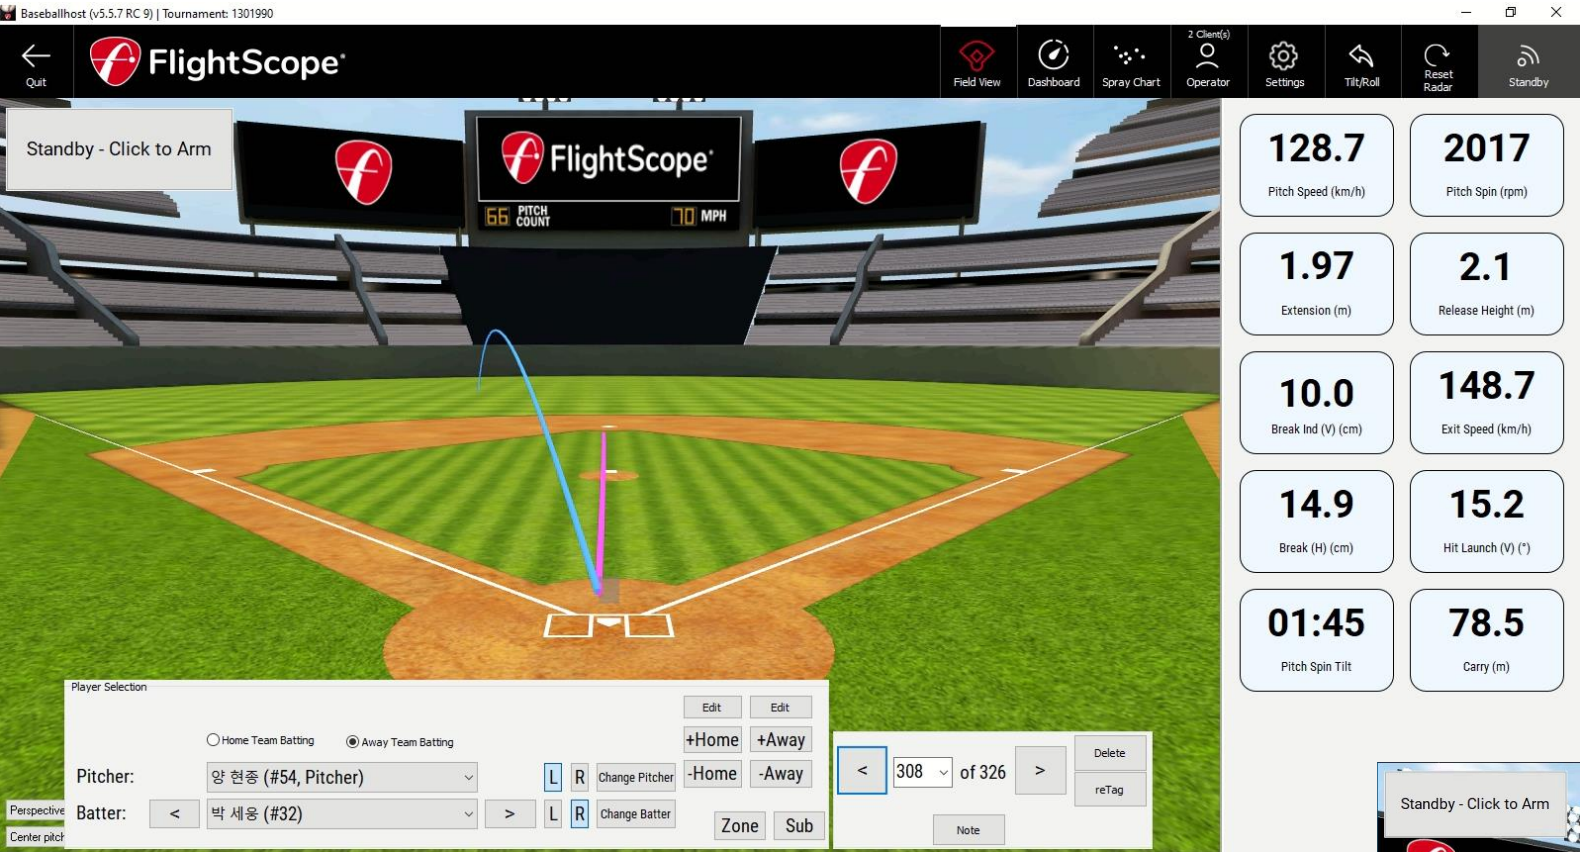 Baseballhost (v5.5.7 RC 9) | Tournament: 1301990
Quit
FlightScope
Field View
Dashboard
Spray Chart
2 Client(s)
Operator
Settings
Tilt/Roll
Reset
Radar
Standby
Standby - Click to Arm
FlightScope
66 PITCH COUNT
70 MPH
128.7
Pitch Speed (km/h)
2017
Pitch Spin (rpm)
1.97
Extension (m)
2.1
Release Height (m)
10.0
Break Ind (V) (cm)
148.7
Exit Speed (km/h)
14.9
Break (H) (cm)
15.2
Hit Launch (V) (°)
01:45
Pitch Spin Tilt
78.5
Carry (m)
Player Selection
Edit
Edit
Home Team Batting
Away Team Batting
+Home
+Away
Pitcher:
양 현종 (#54, Pitcher)
L
R
Change Pitcher
-Home
-Away
Batter:
<
박 세웅 (#32)
>
L
R
Change Batter
Zone
Sub
Perspective
Center pitch
<
308
of 326
>
Delete
reTag
Note
Standby - Click to Arm